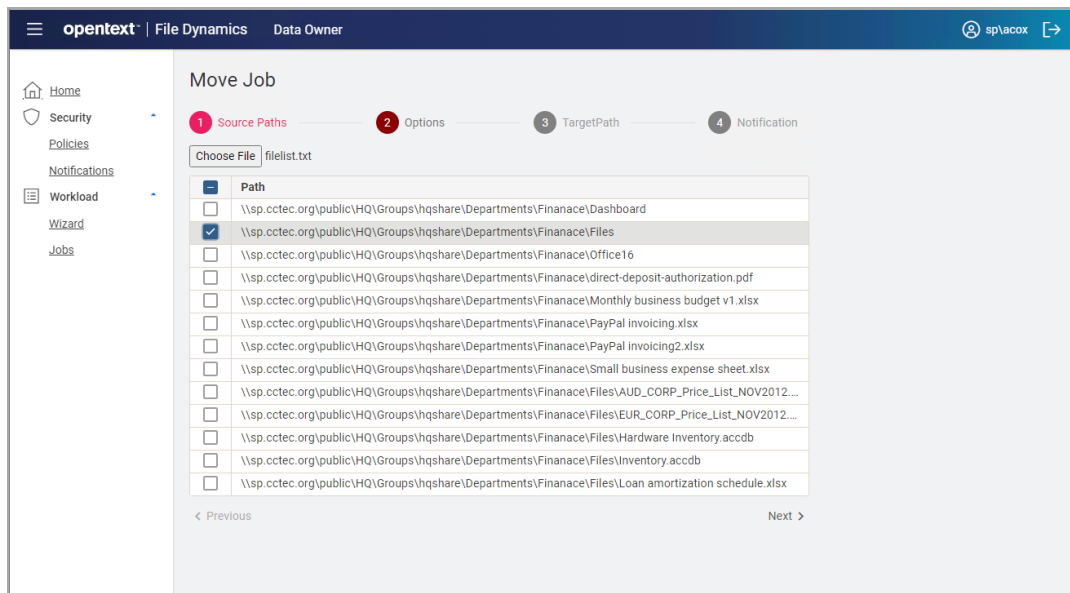 opentext™ | File Dynamics Data Owner sp\acox
Home
Security
Policies
Notifications
Workload
Wizard
Jobs
Move Job
1 Source Paths 2 Options 3 TargetPath 4 Notification
Choose File filelist.txt
Path
\\sp.cctec.org\public\HQ\Groups\hqshare\Departments\Finanace\Dashboard
\\sp.cctec.org\public\HQ\Groups\hqshare\Departments\Finanace\Files
\\sp.cctec.org\public\HQ\Groups\hqshare\Departments\Finanace\Office16
\\sp.cctec.org\public\HQ\Groups\hqshare\Departments\Finanace\direct-deposit-authorization.pdf
\\sp.cctec.org\public\HQ\Groups\hqshare\Departments\Finanace\Monthly business budget v1.xlsx
\\sp.cctec.org\public\HQ\Groups\hqshare\Departments\Finanace\PayPal invoicing.xlsx
\\sp.cctec.org\public\HQ\Groups\hqshare\Departments\Finanace\PayPal invoicing2.xlsx
\\sp.cctec.org\public\HQ\Groups\hqshare\Departments\Finanace\Small business expense sheet.xlsx
\\sp.cctec.org\public\HQ\Groups\hqshare\Departments\Finanace\Files\AUD_CORP_Price_List_NOV2012....
\\sp.cctec.org\public\HQ\Groups\hqshare\Departments\Finanace\Files\EUR_CORP_Price_List_NOV2012....
\\sp.cctec.org\public\HQ\Groups\hqshare\Departments\Finanace\Files\Hardware Inventory.accdb
\\sp.cctec.org\public\HQ\Groups\hqshare\Departments\Finanace\Files\Inventory.accdb
\\sp.cctec.org\public\HQ\Groups\hqshare\Departments\Finanace\Files\Loan amortization schedule.xlsx
Previous Next